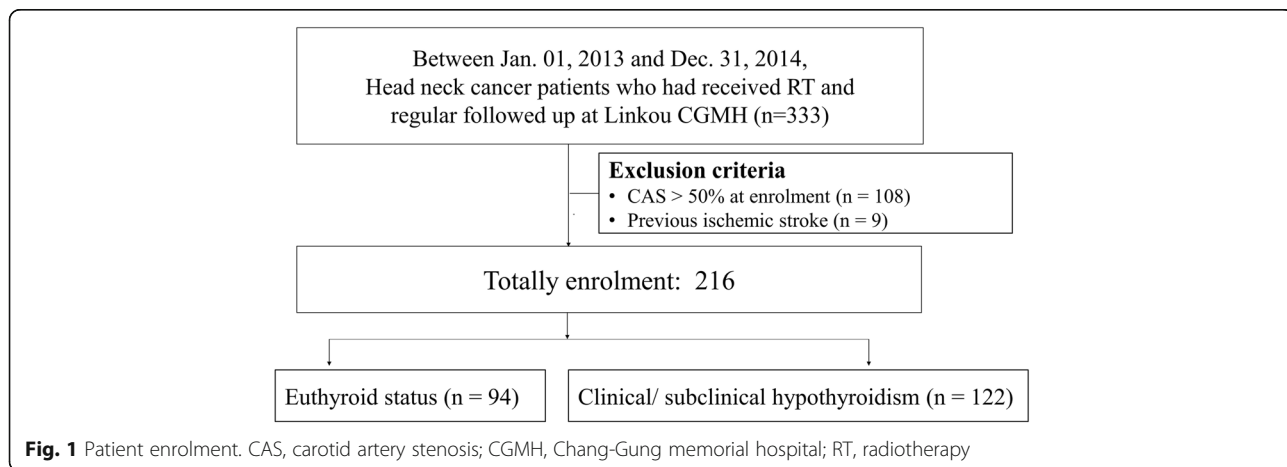 Between Jan. 01, 2013 and Dec. 31, 2014,
Head neck cancer patients who had received RT and
regular followed up at Linkou CGMH (n=333)
Exclusion criteria
• CAS > 50% at enrolment (n = 108)
• Previous ischemic stroke (n = 9)
Totally enrolment: 216
Euthyroid status (n = 94)
Clinical/ subclinical hypothyroidism (n = 122)
Fig. 1 Patient enrolment. CAS, carotid artery stenosis; CGMH, Chang-Gung memorial hospital; RT, radiotherapy